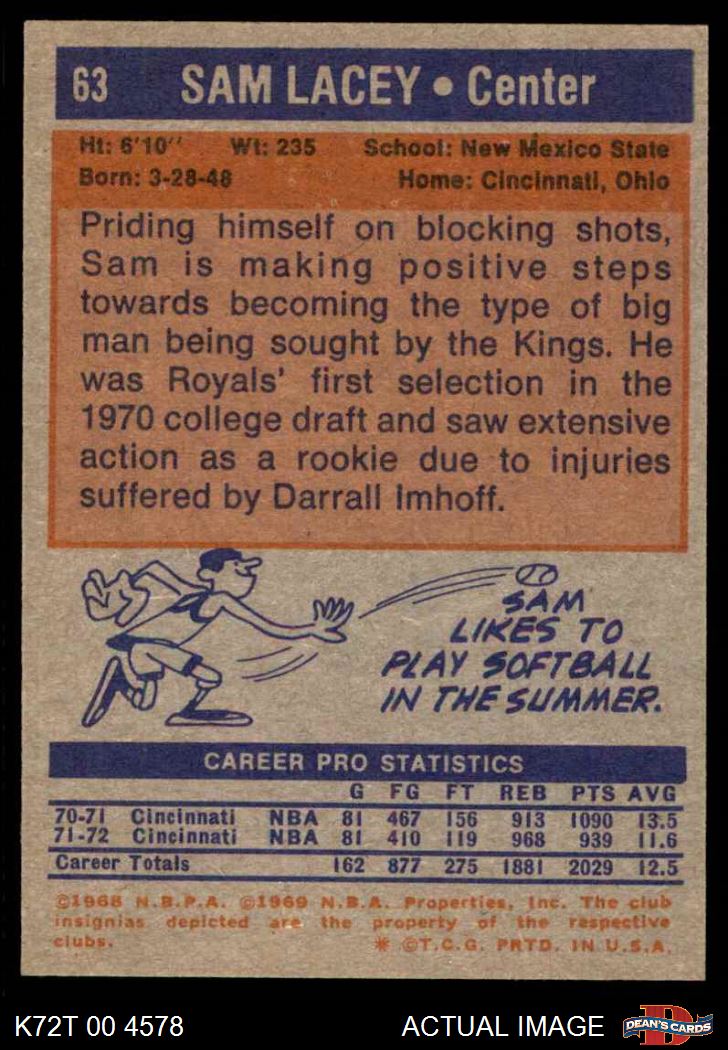 63 SAM LACEY • Center
Ht: 6'10'' Wt: 235 School: New Mexico State
Born: 3-28-48 Home: Cincinnati, Ohio
Priding himself on blocking shots,
Sam is making positive steps
towards becoming the type of big
man being sought by the Kings. He
was Royals' first selection in the
1970 college draft and saw extensive
action as a rookie due to injuries
suffered by Darrall Imhoff.
SAM
LIKES TO
PLAY SOFTBALL
IN THE SUMMER.
CAREER PRO STATISTICS
G FG FT REB PTS AVG
70-71 Cincinnati NBA 81 467 156 913 1090 13.5
71-72 Cincinnati NBA 81 410 119 968 939 11.6
Career Totals 162 877 275 1881 2029 12.5
©1968 N.B.P.A. ©1969 N.B.A. Properties, Inc. The club
insignias depicted are the property of the respective
clubs. * ©T.C.G. PRTD. IN U.S.A.
K72T 00 4578 ACTUAL IMAGE D DEAN'S CARDS